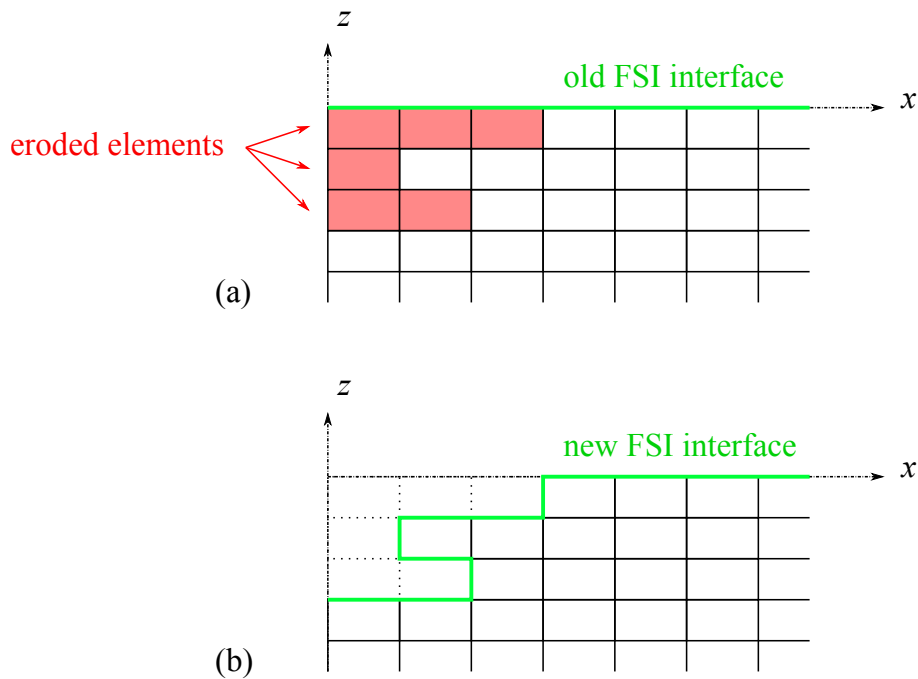 z
old FSI interface
x
eroded elements
(a)
z
new FSI interface
x
(b)